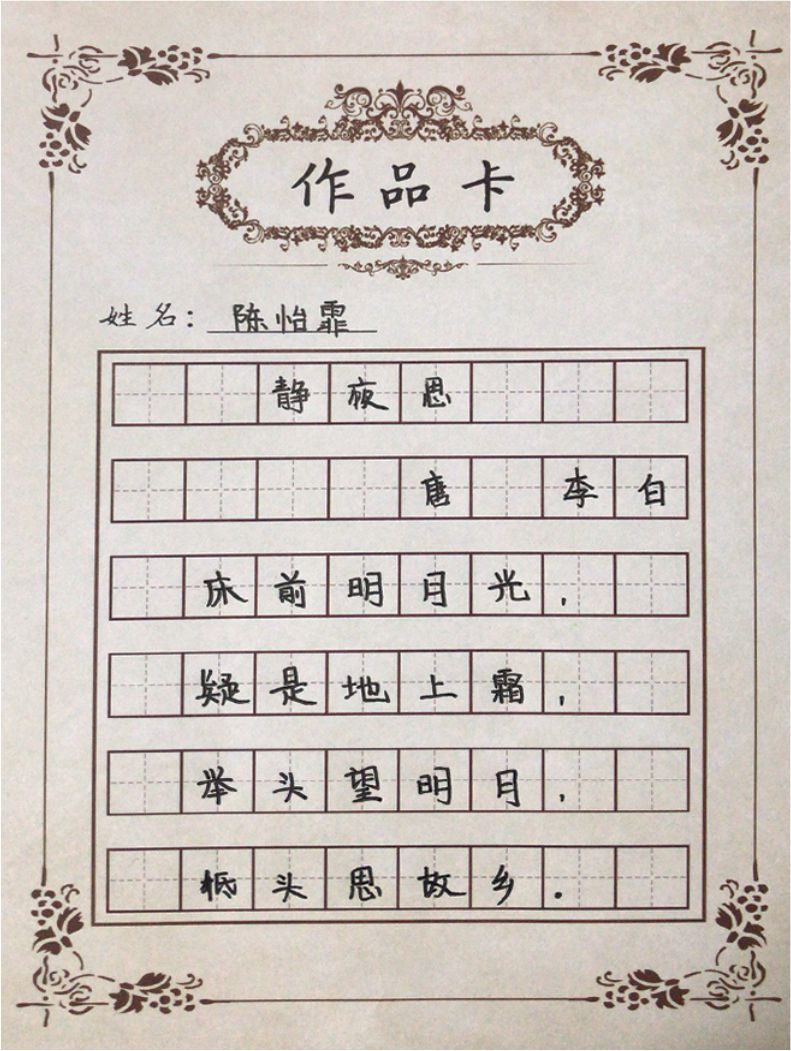 作品卡
姓名：陈怡霏
静夜思
唐 李白
床前明月光，
疑是地上霜，
举头望明月，
低头思故乡.